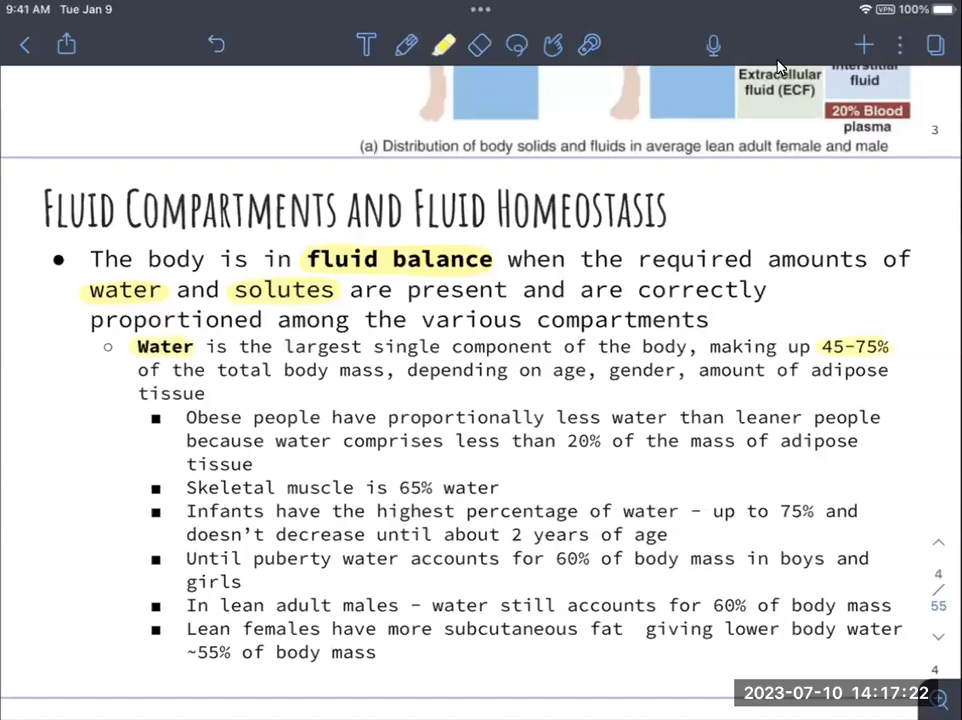 9:41 AM Tue Jan 9
VPN 100%
Extracellular
fluid (ECF)
Interstitial
fluid
20% Blood
plasma
3
(a) Distribution of body solids and fluids in average lean adult female and male
FLUID COMPARTMENTS AND FLUID HOMEOSTASIS
● The body is in fluid balance when the required amounts of
water and solutes are present and are correctly
proportioned among the various compartments
○ Water is the largest single component of the body, making up 45-75%
of the total body mass, depending on age, gender, amount of adipose
tissue
■ Obese people have proportionally less water than leaner people
because water comprises less than 20% of the mass of adipose
tissue
■ Skeletal muscle is 65% water
■ Infants have the highest percentage of water - up to 75% and
doesn't decrease until about 2 years of age
■ Until puberty water accounts for 60% of body mass in boys and
girls
■ In lean adult males - water still accounts for 60% of body mass
■ Lean females have more subcutaneous fat giving lower body water
~55% of body mass
4
/
55
4
2023-07-10 14:17:22